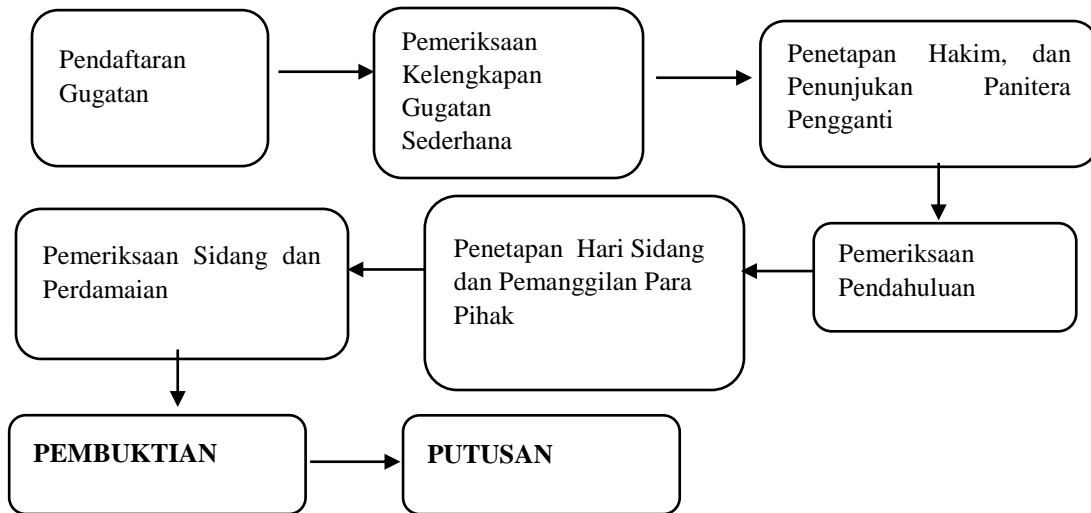 Pendaftaran
Gugatan
Pemeriksaan
Kelengkapan
Gugatan
Sederhana
Penetapan Hakim, dan
Penunjukan Panitera
Pengganti
Pemeriksaan
Pendahuluan
Penetapan Hari Sidang
dan Pemanggilan Para
Pihak
Pemeriksaan Sidang dan
Perdamaian
PEMBUKTIAN
PUTUSAN